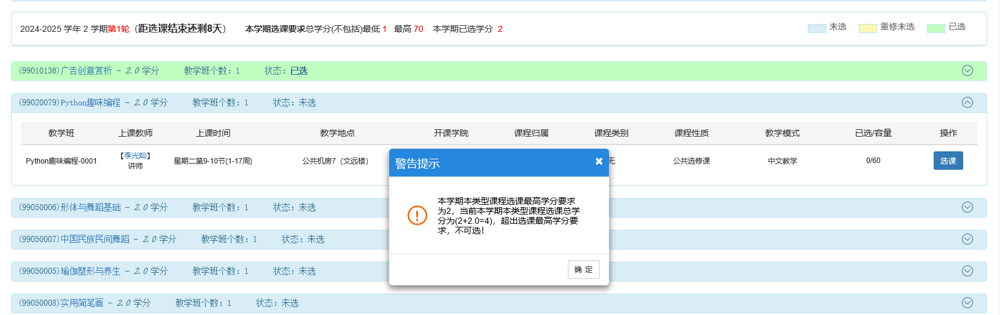 2024-2025 学年 2 学期第1轮（距选课结束还剩8天） 本学期选课要求总学分(不包括)最低 1 最高 70 本学期已选学分 2 未选 重修未选 已选
(99010136)广告创意赏析 - 2.0 学分 教学班个数：1 状态：已选
(99020079)Python趣味编程 - 2.0 学分 教学班个数：1 状态：未选
教学班 上课教师 上课时间 教学地点 开课学院 课程归属 课程类别 课程性质 教学模式 已选/容量 操作
Python趣味编程-0001 【李光灿】 讲师 星期二第9-10节{1-17周} 公共机房7（文远楼） 无 公共选修课 中文教学 0/60 选课
警告提示
本学期本类型课程选课最高学分要求
为2，当前本学期本类型课程选课总学
分为(2+2.0=4)，超出选课最高学分要
求，不可选！
确 定
(99050006)形体与舞蹈基础 - 2.0 学分 教学班个数：1 状态：未选
(99050007)中国民族民间舞蹈 - 2.0 学分 教学班个数：1 状态：未选
(99050005)瑜伽塑形与养生 - 2.0 学分 教学班个数：1 状态：未选
(99050008)实用简笔画 - 2.0 学分 教学班个数：1 状态：未选